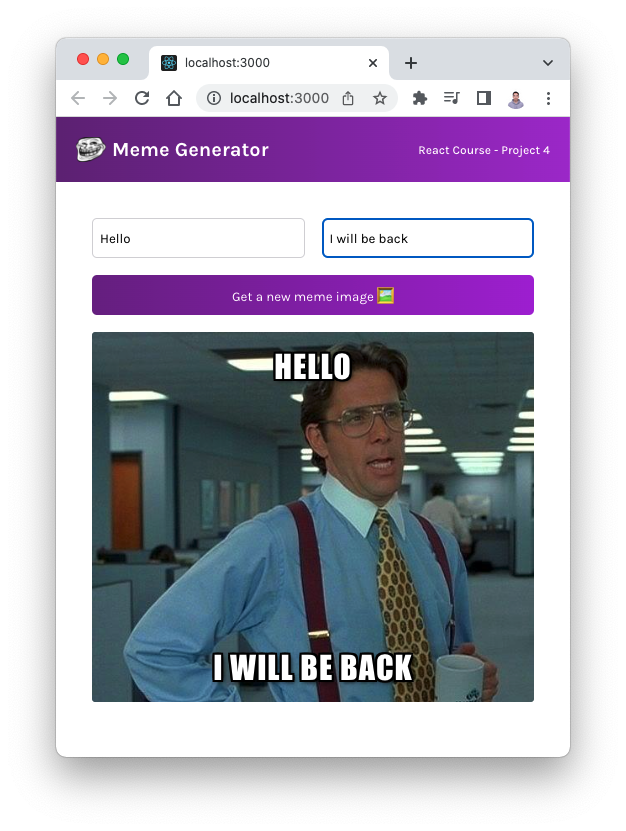 localhost:3000
localhost:3000
Meme Generator
React Course - Project 4
Hello
I will be back
Get a new meme image 🖼️
HELLO
I WILL BE BACK